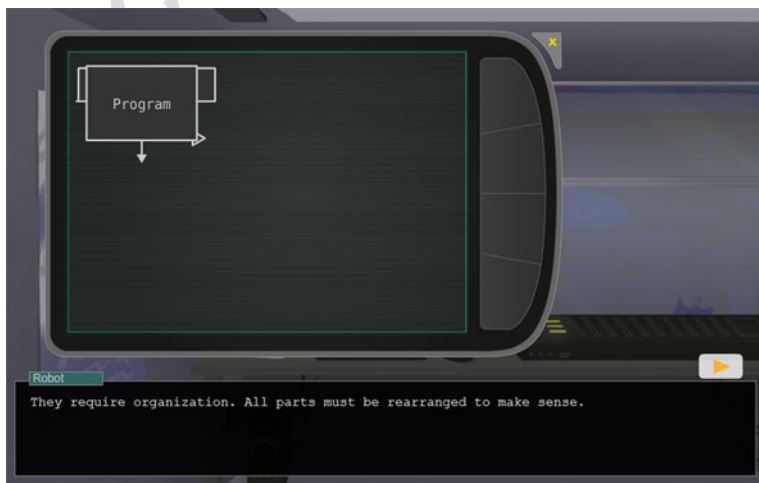 Program
Robot
They require organization. All parts must be rearranged to make sense.